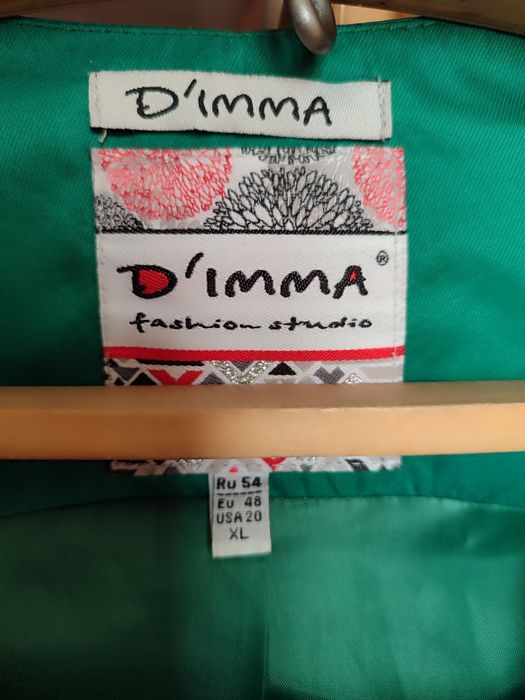 D'IMMA
D'IMMA®
fashion studio
Ru 54
Eu 48
USA 20
XL